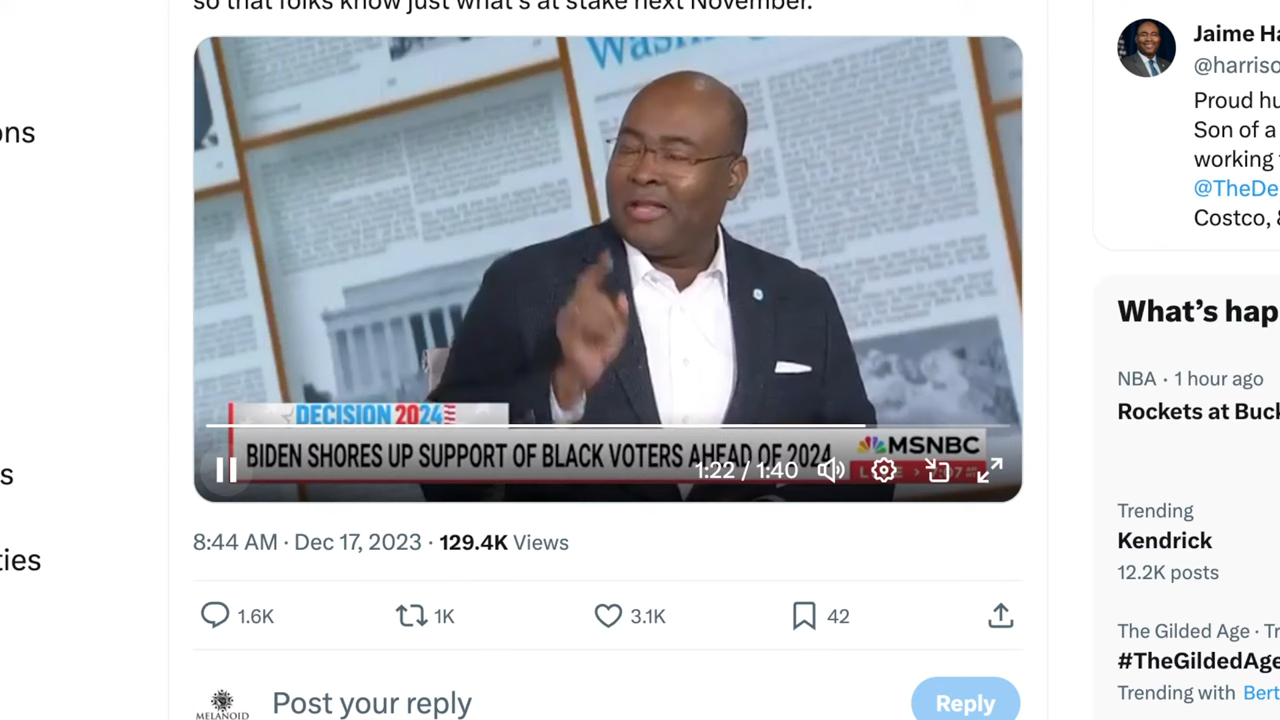 so that folks know just what's at stake next November.
Jaime Ha
@harriso
Proud hu
Son of a
working
@TheDe
Costco, &
ons
s
ties
Washing
DECISION 2024
BIDEN SHORES UP SUPPORT OF BLACK VOTERS AHEAD OF 2024
MSNBC
1:22 / 1:40
8:44 AM · Dec 17, 2023 · 129.4K Views
1.6K
1K
3.1K
42
MELANOID
Post your reply
Reply
What's hap
NBA · 1 hour ago
Rockets at Buck
Trending
Kendrick
12.2K posts
The Gilded Age · Tr
#TheGildedAge
Trending with Bert